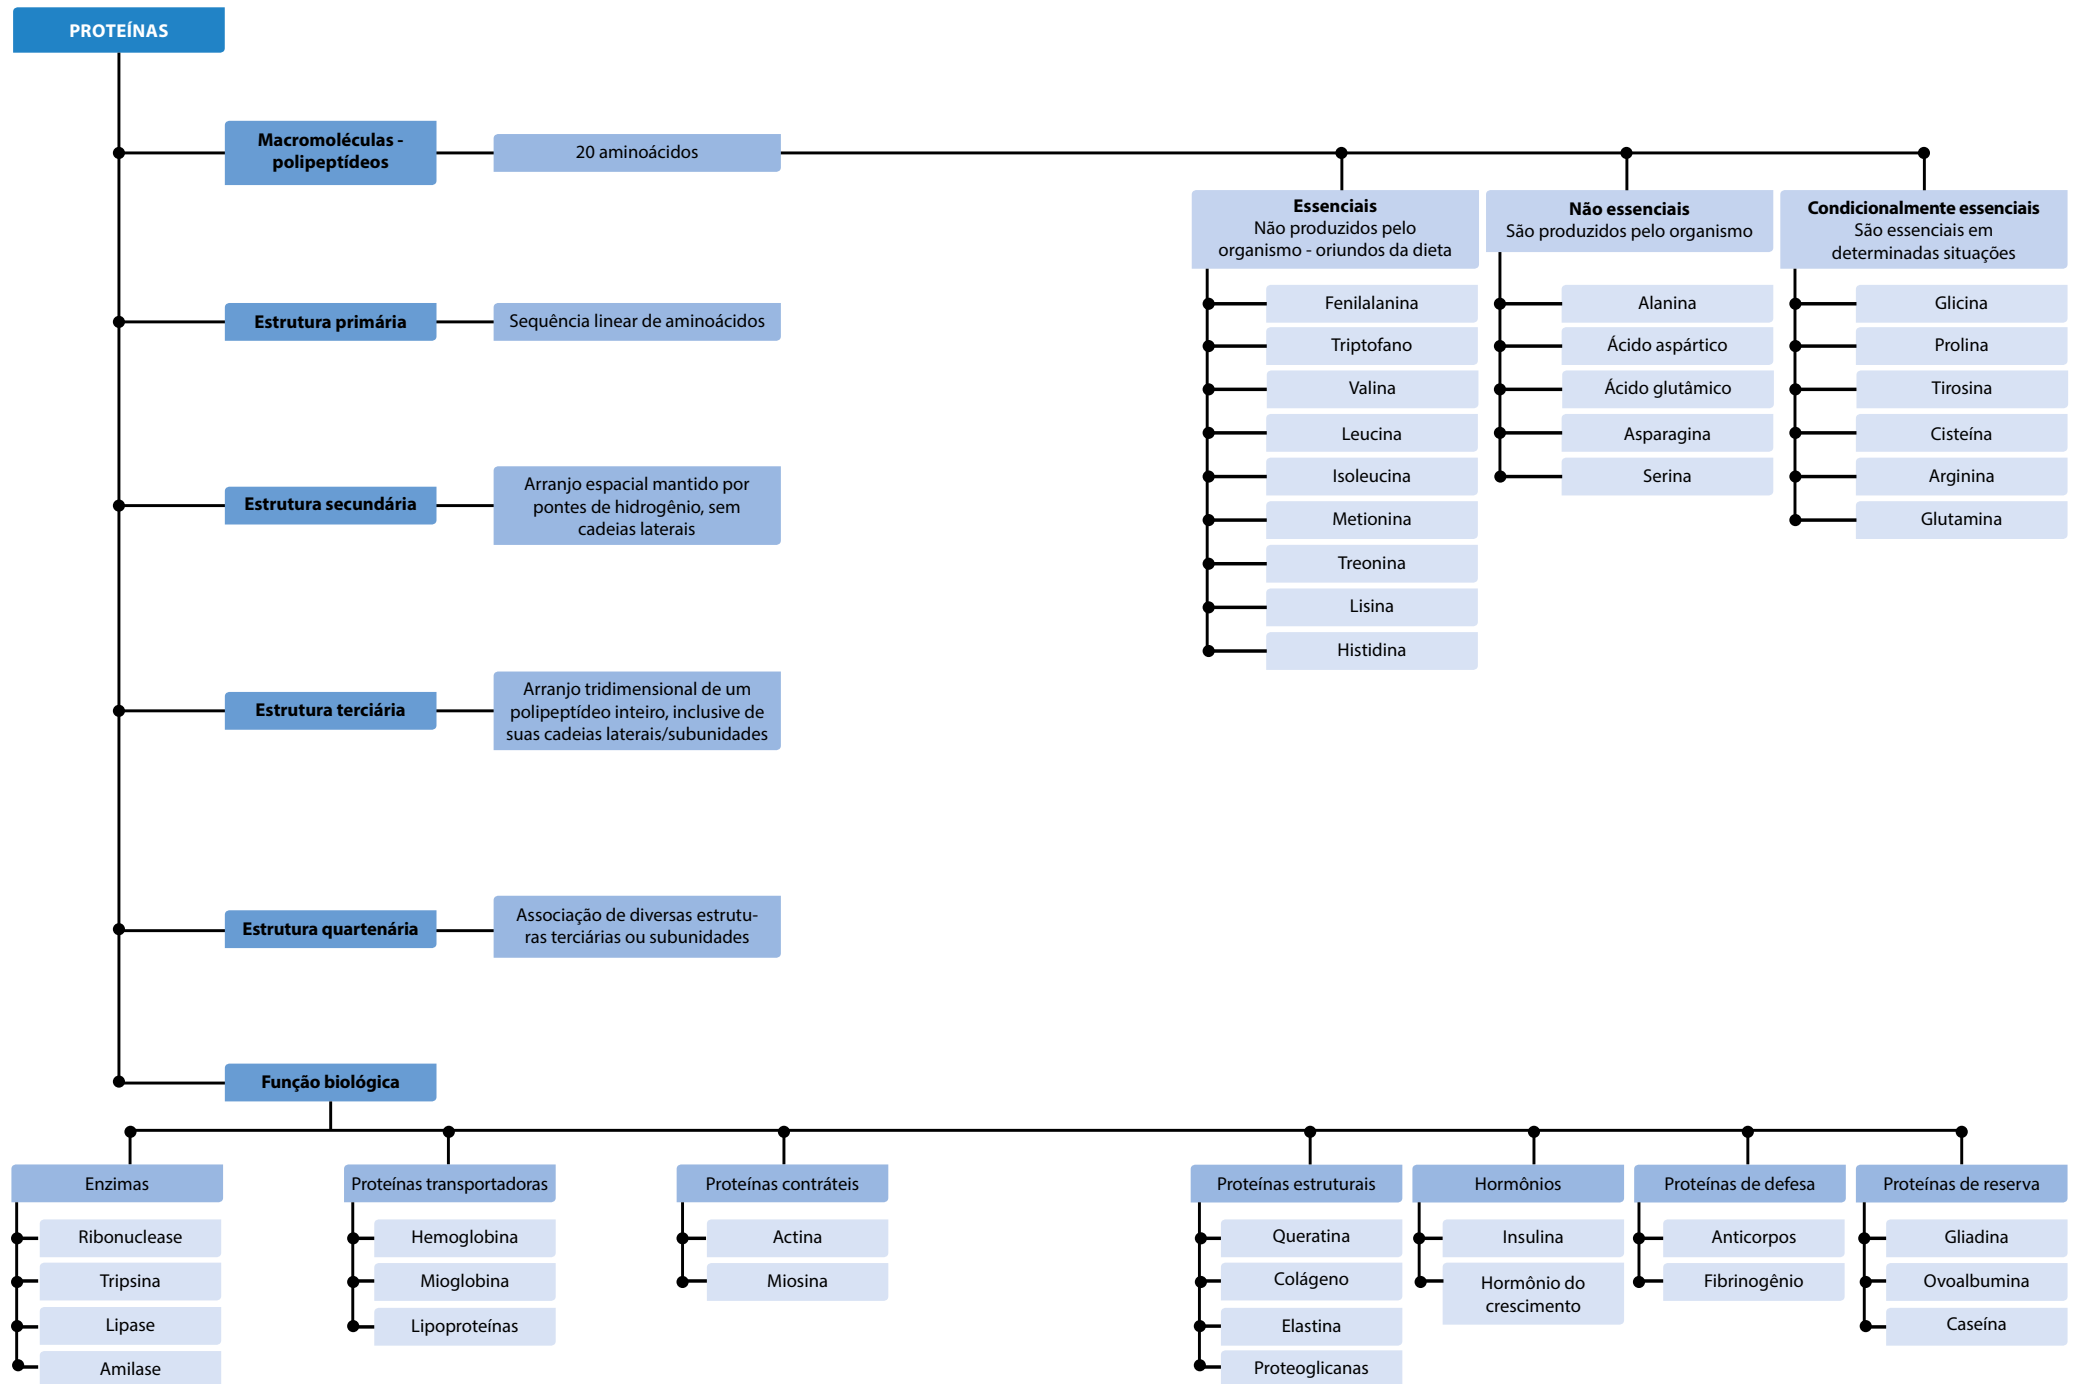 PROTEÍNAS
Macromoléculas -
polipeptídeos
20 aminoácidos
Essenciais
Não produzidos pelo
organismo - oriundos da dieta
Fenilalanina
Triptofano
Valina
Leucina
Isoleucina
Metionina
Treonina
Lisina
Histidina
Não essenciais
São produzidos pelo organismo
Alanina
Ácido aspártico
Ácido glutâmico
Asparagina
Serina
Condicionalmente essenciais
São essenciais em
determinadas situações
Glicina
Prolina
Tirosina
Cisteína
Arginina
Glutamina
Estrutura primária
Sequência linear de aminoácidos
Estrutura secundária
Arranjo espacial mantido por
pontes de hidrogênio, sem
cadeias laterais
Estrutura terciária
Arranjo tridimensional de um
polipeptídeo inteiro, inclusive de
suas cadeias laterais/subunidades
Estrutura quartenária
Associação de diversas estrutu-
ras terciárias ou subunidades
Função biológica
Enzimas
Ribonuclease
Tripsina
Lipase
Amilase
Proteínas transportadoras
Hemoglobina
Mioglobina
Lipoproteínas
Proteínas contráteis
Actina
Miosina
Proteínas estruturais
Queratina
Colágeno
Elastina
Proteoglicanas
Hormônios
Insulina
Hormônio do
crescimento
Proteínas de defesa
Anticorpos
Fibrinogênio
Proteínas de reserva
Gliadina
Ovoalbumina
Caseína